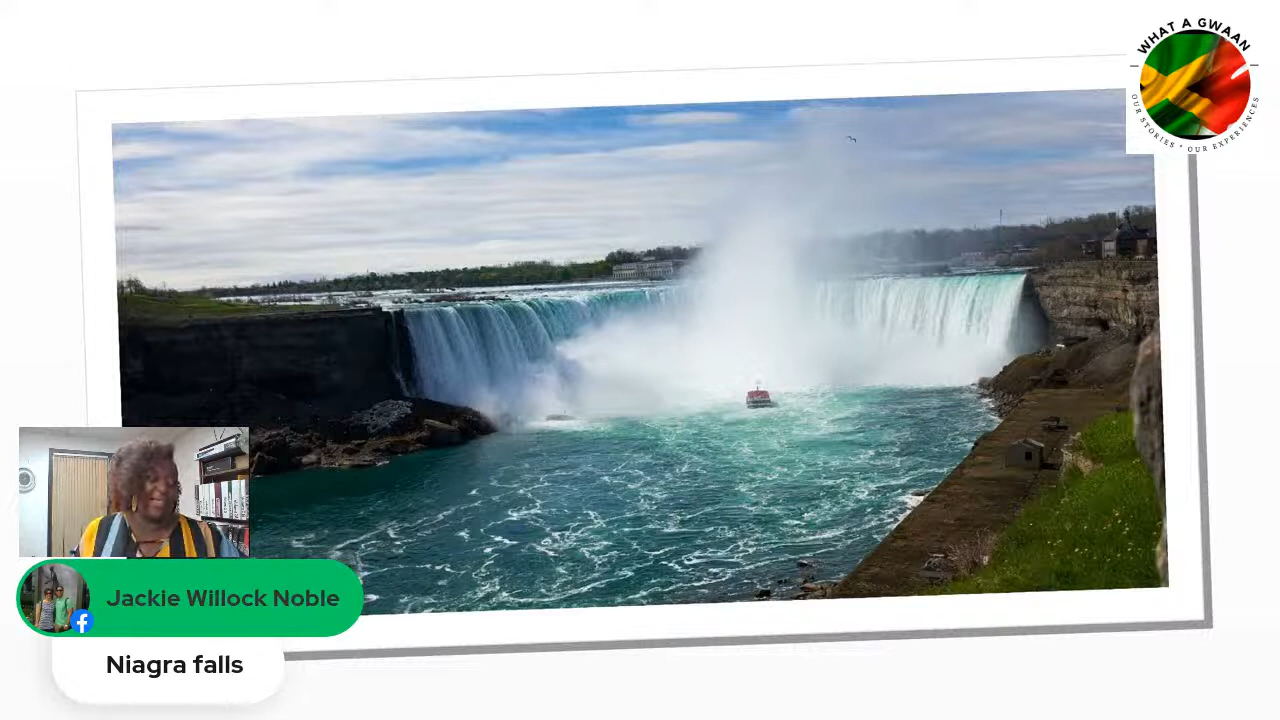 WHAT A GWAAN
OUR STORIES • OUR EXPERIENCES
Jackie Willock Noble
Niagra falls